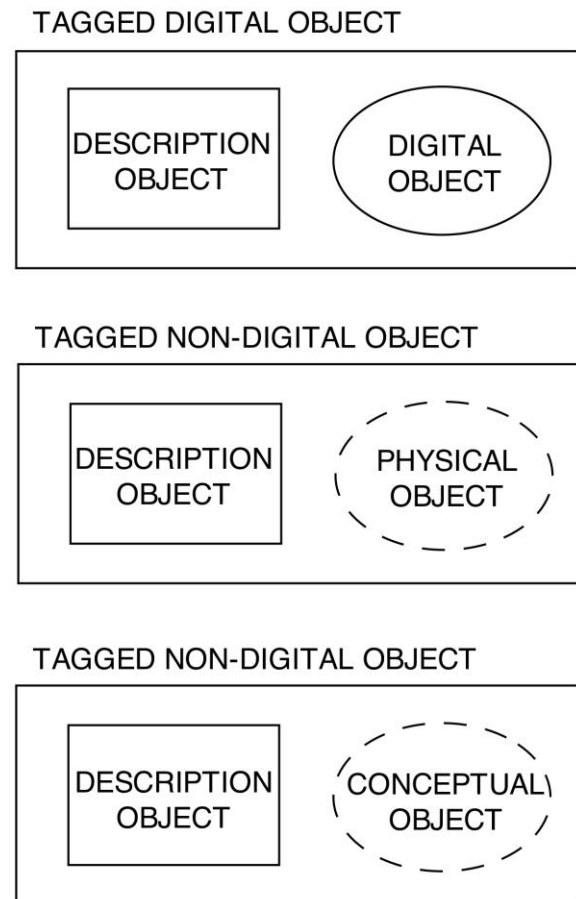 TAGGED DIGITAL OBJECT
DESCRIPTION
OBJECT
DIGITAL
OBJECT
TAGGED NON-DIGITAL OBJECT
DESCRIPTION
OBJECT
PHYSICAL
OBJECT
TAGGED NON-DIGITAL OBJECT
DESCRIPTION
OBJECT
CONCEPTUAL
OBJECT